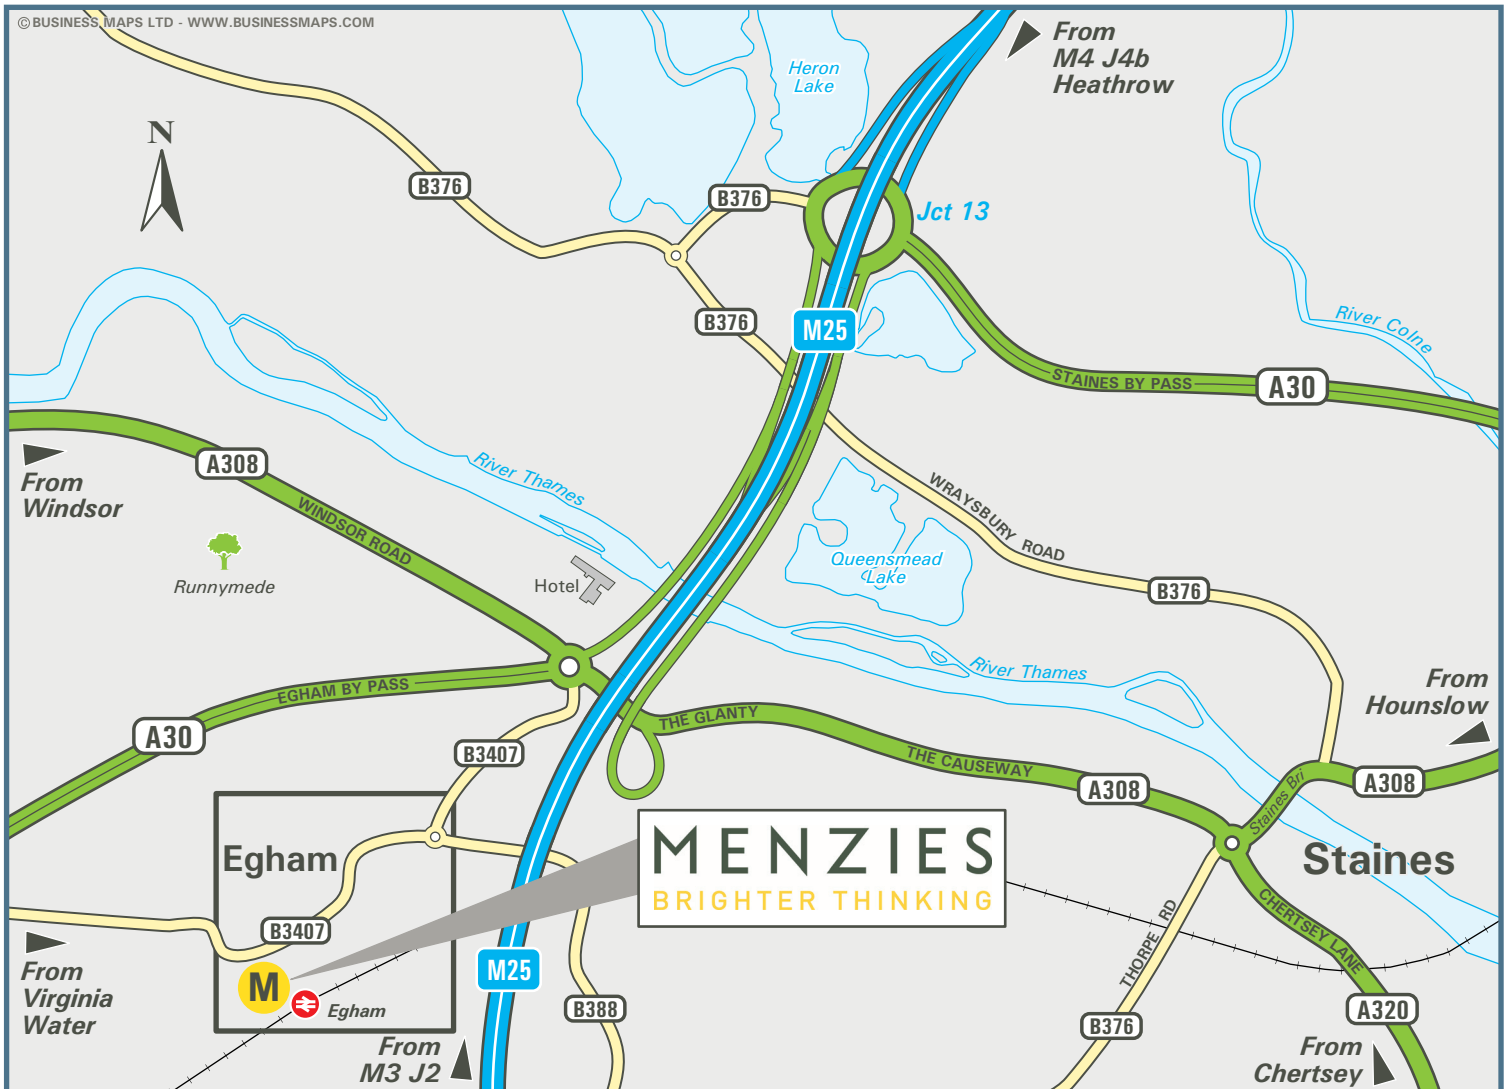 © BUSINESS MAPS LTD - WWW.BUSINESSMAPS.COM
From
M4 J4b
Heathrow
Heron
Lake
N
B376
B376
Jct 13
B376
M25
River Colne
STAINES BY PASS
A30
From
Windsor
A308
River Thames
WINDSOR ROAD
WRAYSBURY ROAD
Runnymede
Hotel
Queensmead
Lake
B376
River Thames
From
Hounslow
EGHAM BY PASS
A30
THE GLANTY
B3407
THE CAUSEWAY
A308
A308
Staines Bri
Egham
MENZIES
BRIGHTER THINKING
Staines
B3407
CHERTSEY LANE
THORPE RD
From
Virginia
Water
M
Egham
M25
B388
A320
B376
From
M3 J2
From
Chertsey